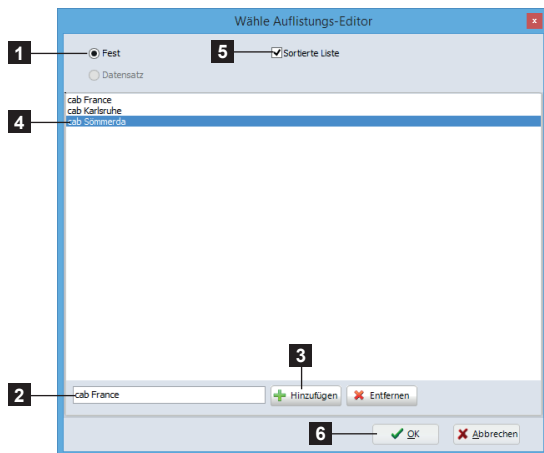 Wähle Auflistungs-Editor
x
1
Fest
5
Sortierte Liste
Datensatz
cab France
cab Karlsruhe
4
cab Sömmerda
3
2
cab France
Hinzufügen
Entfernen
6
OK
Abbrechen